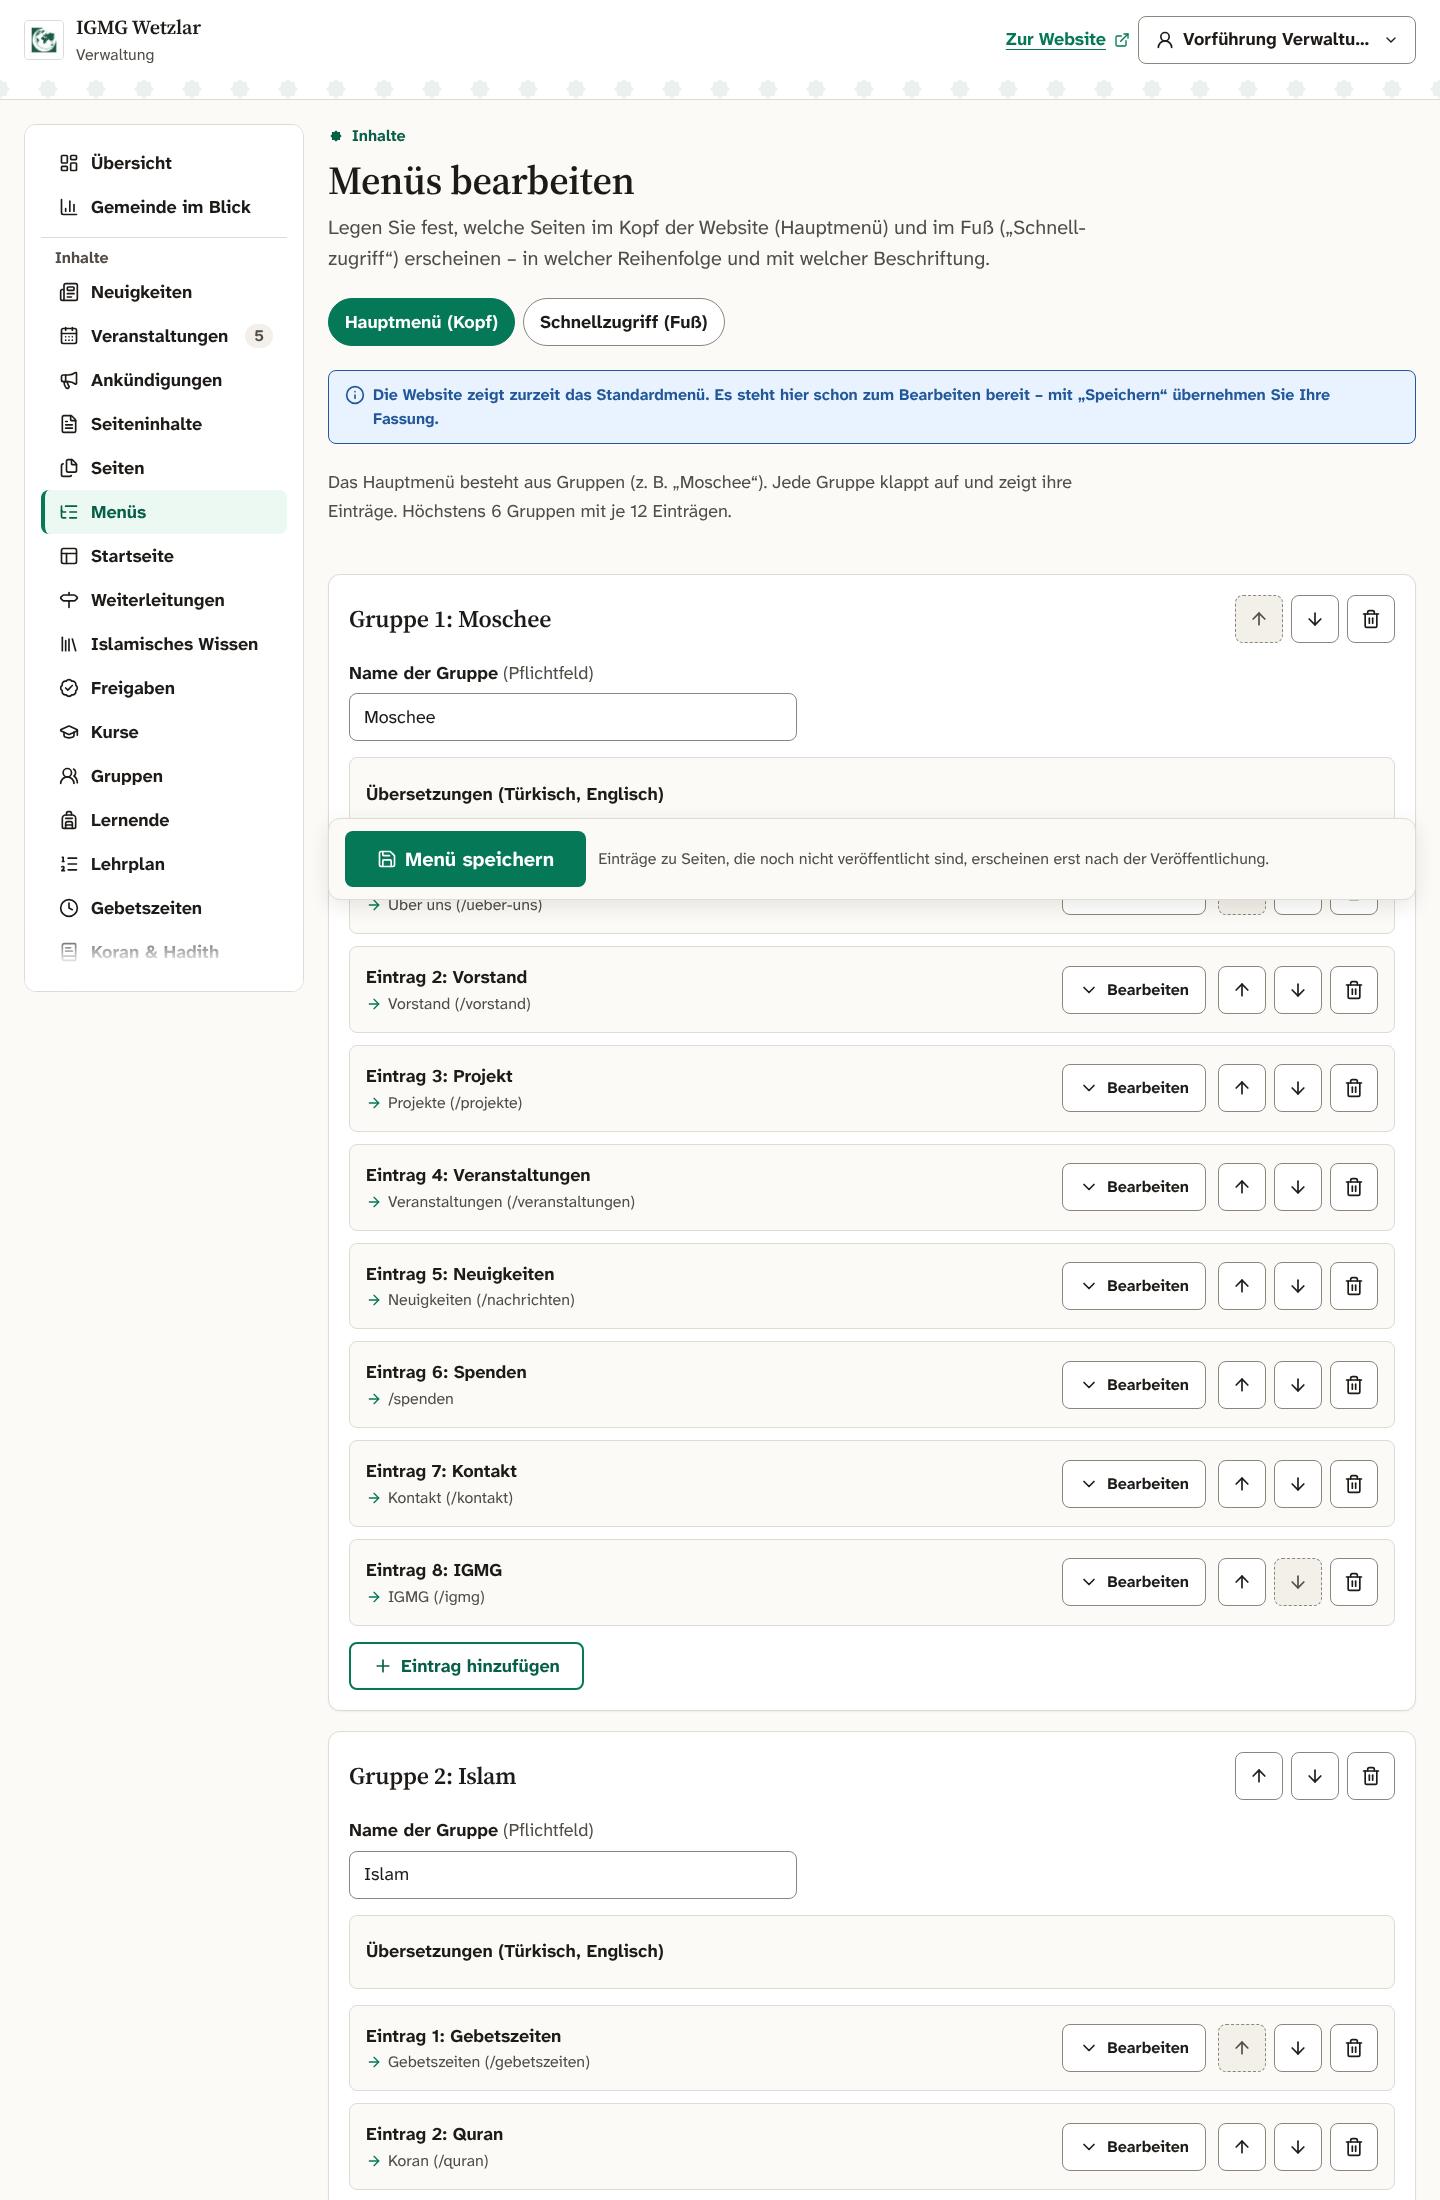 IGMG Wetzlar
Verwaltung
Zur Website
Vorführung Verwaltu...
Übersicht
Gemeinde im Blick
Inhalte
Neuigkeiten
Veranstaltungen 5
Ankündigungen
Seiteninhalte
Seiten
Menüs
Startseite
Weiterleitungen
Islamisches Wissen
Freigaben
Kurse
Gruppen
Lernende
Lehrplan
Gebetszeiten
Koran & Hadith
Inhalte
Menüs bearbeiten
Legen Sie fest, welche Seiten im Kopf der Website (Hauptmenü) und im Fuß („Schnell-
zugriff“) erscheinen – in welcher Reihenfolge und mit welcher Beschriftung.
Hauptmenü (Kopf)
Schnellzugriff (Fuß)
Die Website zeigt zurzeit das Standardmenü. Es steht hier schon zum Bearbeiten bereit – mit „Speichern“ übernehmen Sie Ihre
Fassung.
Das Hauptmenü besteht aus Gruppen (z. B. „Moschee“). Jede Gruppe klappt auf und zeigt ihre
Einträge. Höchstens 6 Gruppen mit je 12 Einträgen.
Gruppe 1: Moschee
Name der Gruppe (Pflichtfeld)
Moschee
Übersetzungen (Türkisch, Englisch)
Menü speichern
Einträge zu Seiten, die noch nicht veröffentlicht sind, erscheinen erst nach der Veröffentlichung.
Über uns (/ueber-uns)
Eintrag 2: Vorstand
Vorstand (/vorstand)
Bearbeiten
Eintrag 3: Projekt
Projekte (/projekte)
Bearbeiten
Eintrag 4: Veranstaltungen
Veranstaltungen (/veranstaltungen)
Bearbeiten
Eintrag 5: Neuigkeiten
Neuigkeiten (/nachrichten)
Bearbeiten
Eintrag 6: Spenden
/spenden
Bearbeiten
Eintrag 7: Kontakt
Kontakt (/kontakt)
Bearbeiten
Eintrag 8: IGMG
IGMG (/igmg)
Bearbeiten
Eintrag hinzufügen
Gruppe 2: Islam
Name der Gruppe (Pflichtfeld)
Islam
Übersetzungen (Türkisch, Englisch)
Eintrag 1: Gebetszeiten
Gebetszeiten (/gebetszeiten)
Bearbeiten
Eintrag 2: Quran
Koran (/quran)
Bearbeiten